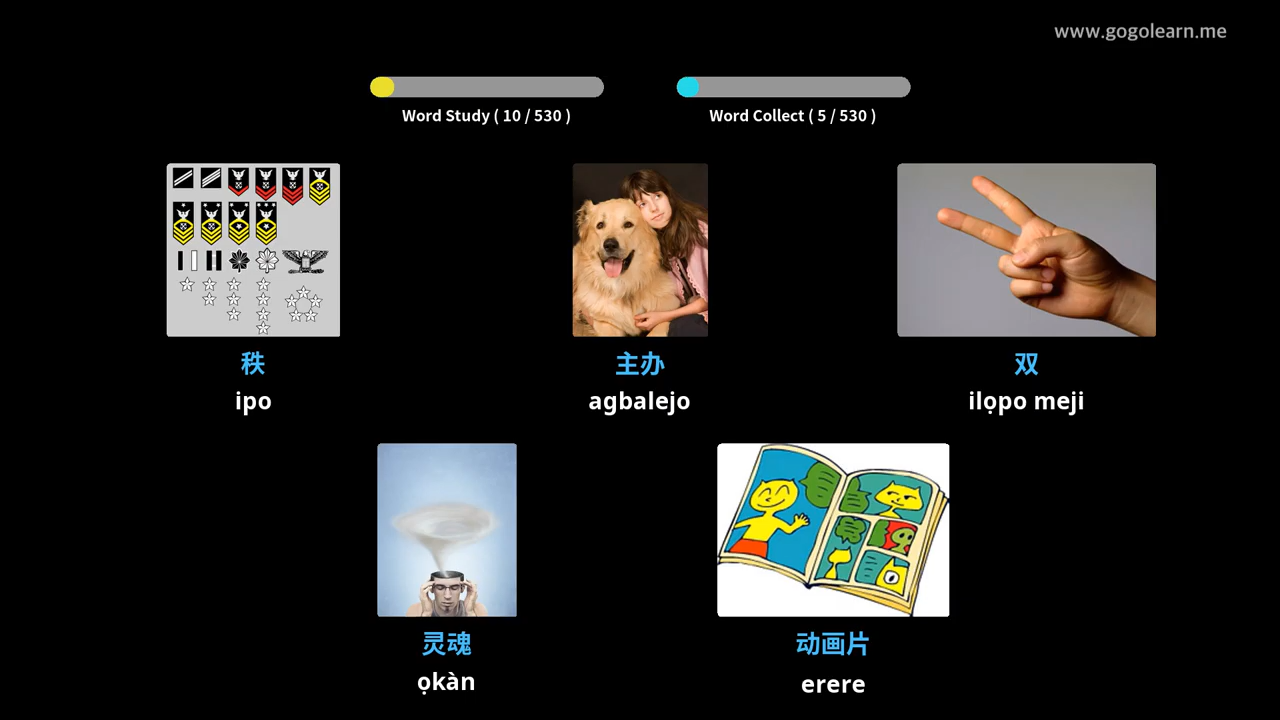 www.gogolearn.me
Word Study ( 10 / 530 )
Word Collect ( 5 / 530 )
秩
ipo
主办
agbalejo
双
ilọpo meji
灵魂
ọkàn
动画片
erere